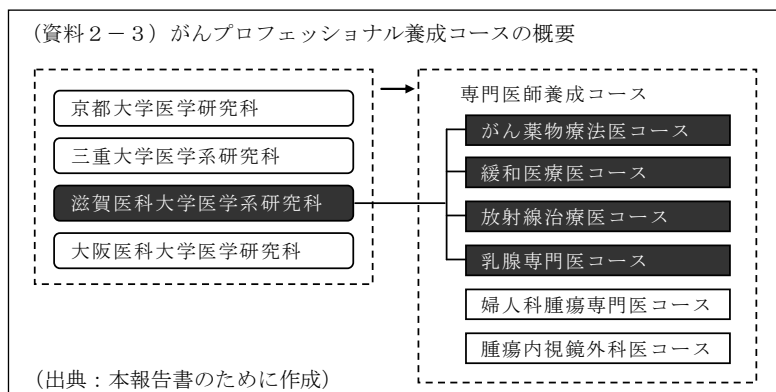 （資料２－３）がんプロフェッショナル養成コースの概要
京都大学医学研究科
三重大学医学系研究科
滋賀医科大学医学系研究科
大阪医科大学医学研究科
専門医師養成コース
がん薬物療法医コース
緩和医療医コース
放射線治療医コース
乳腺専門医コース
婦人科腫瘍専門医コース
腫瘍内視鏡外科医コース
（出典：本報告書のために作成）